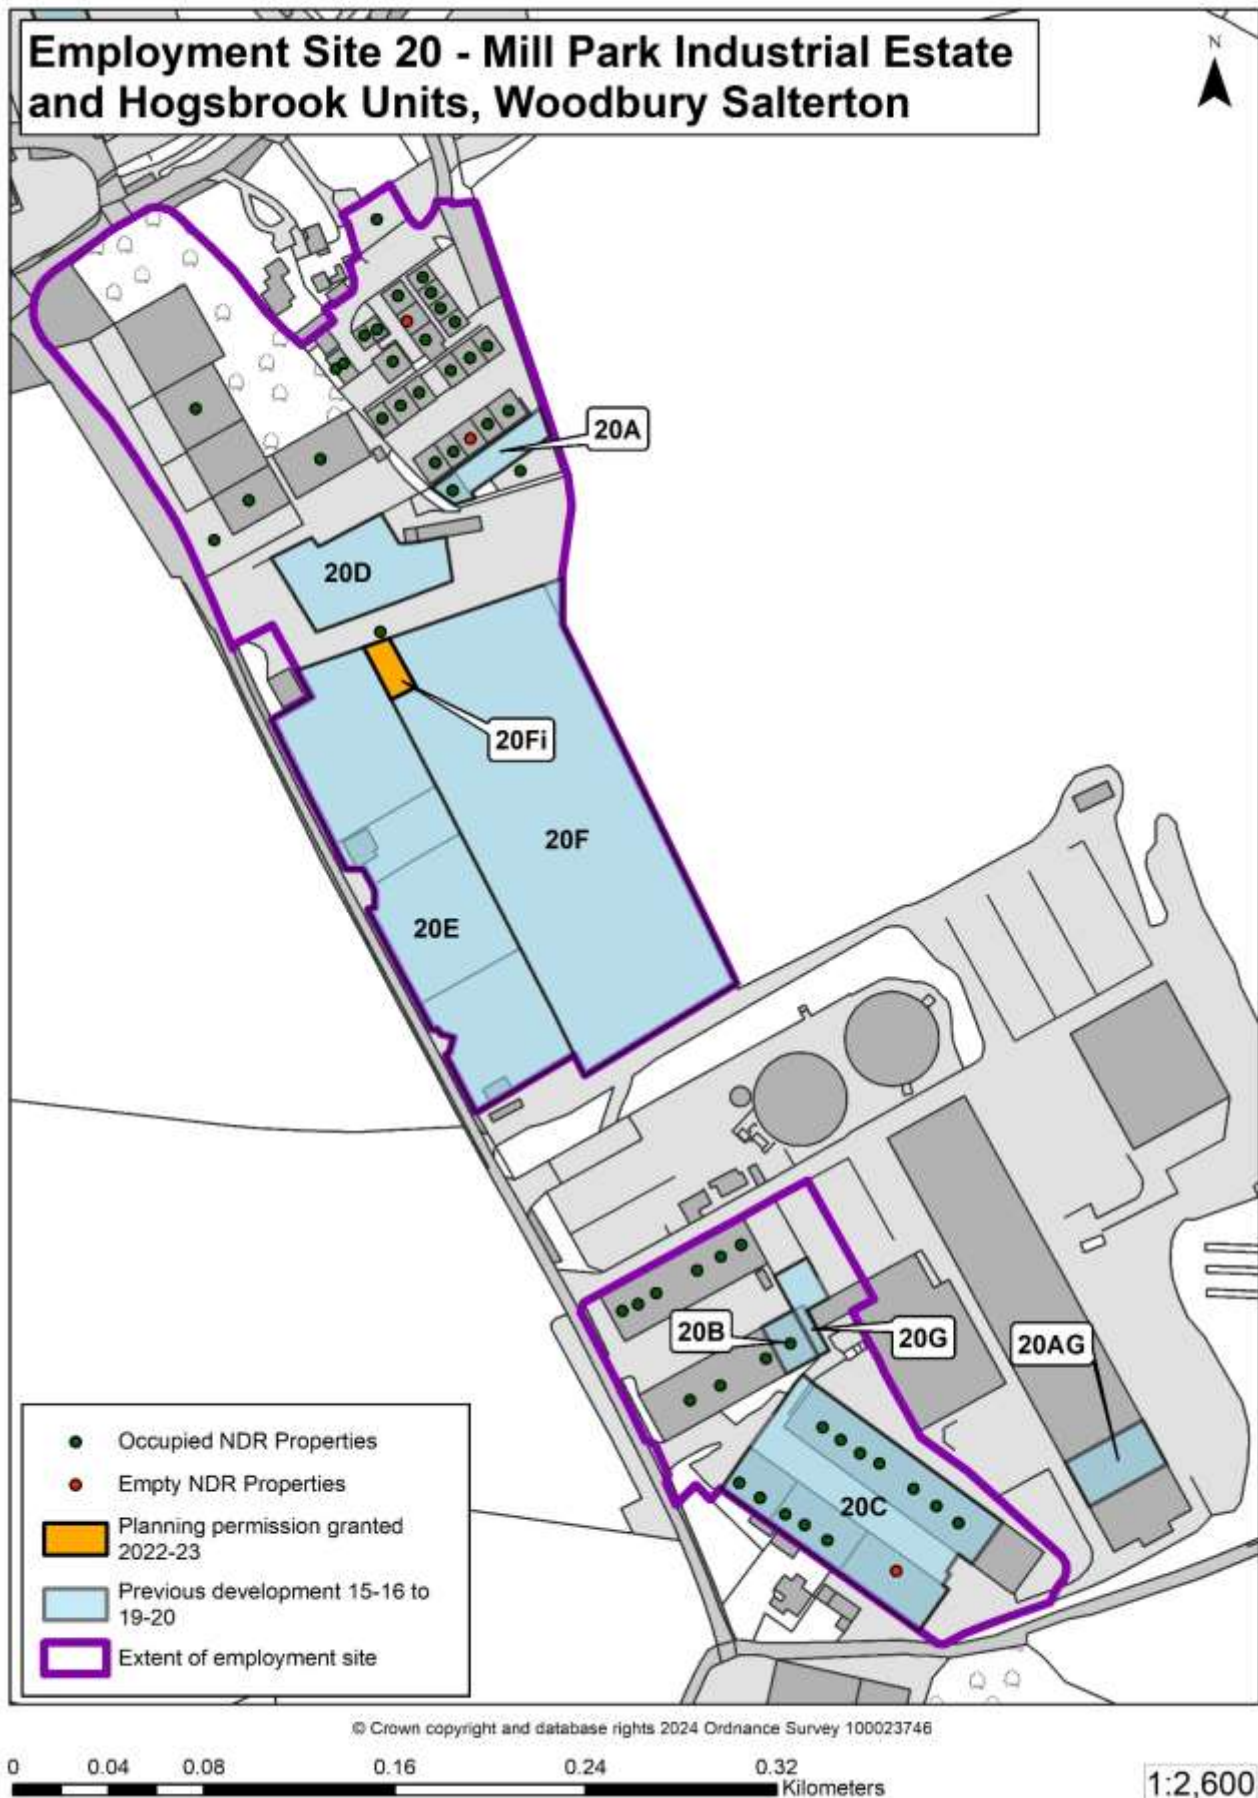 Employment Site 20 - Mill Park Industrial Estate
and Hogsbrook Units, Woodbury Salterton
N
20A
20D
20Fi
20F
20E
20B
20G
20AG
20C
Occupied NDR Properties
Empty NDR Properties
Planning permission granted
2022-23
Previous development 15-16 to
19-20
Extent of employment site
© Crown copyright and database rights 2024 Ordnance Survey 100023746
0 0.04 0.08 0.16 0.24 0.32
Kilometers
1:2,600